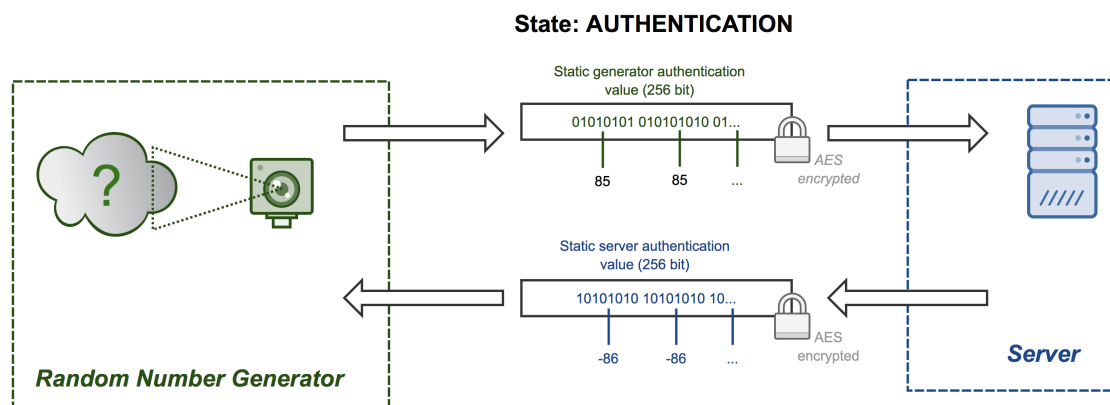 State: AUTHENTICATION
Static generator authentication
value (256 bit)
01010101 010101010 01...
85 85 ...
AES
encrypted
?
Static server authentication
value (256 bit)
10101010 10101010 10...
-86 -86 ...
AES
encrypted
Random Number Generator
Server